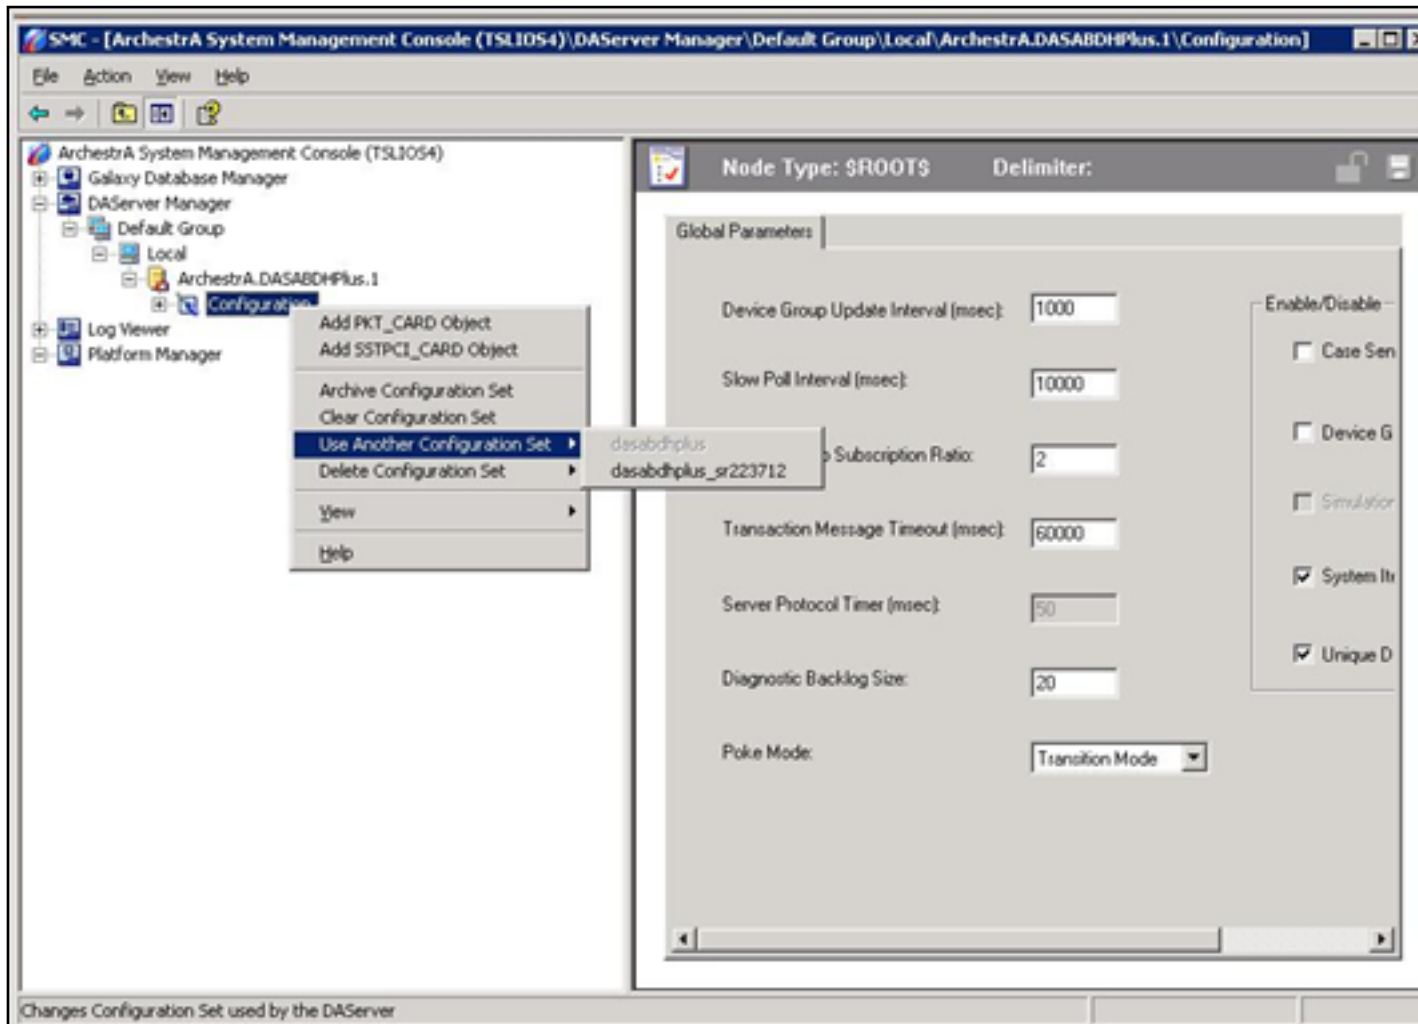 SMC - [ArchestrA System Management Console (TSLIOS4)\DAServer Manager\Default Group\Local\ArchestrA.DASABDHPlus.1\Configuration]
File Action View Help
ArchestrA System Management Console (TSLIOS4)
Galaxy Database Manager
DAServer Manager
Default Group
Local
ArchestrA.DASABDHPlus.1
Configuration
Log Viewer
Platform Manager
Add PKT_CARD Object
Add SSTPCI_CARD Object
Archive Configuration Set
Clear Configuration Set
Use Another Configuration Set
Delete Configuration Set
View
Help
dasabdhplus
dasabdhplus_sr223712
Node Type: $ROOT$ Delimiter:
Global Parameters
Device Group Update Interval (msec): 1000
Slow Poll Interval (msec): 10000
Subscription Ratio: 2
Transaction Message Timeout (msec): 60000
Server Protocol Timer (msec): 50
Diagnostic Backlog Size: 20
Poke Mode: Transition Mode
Enable/Disable
Case Sen
Device G
Simulation
System Ite
Unique D
Changes Configuration Set used by the DAServer